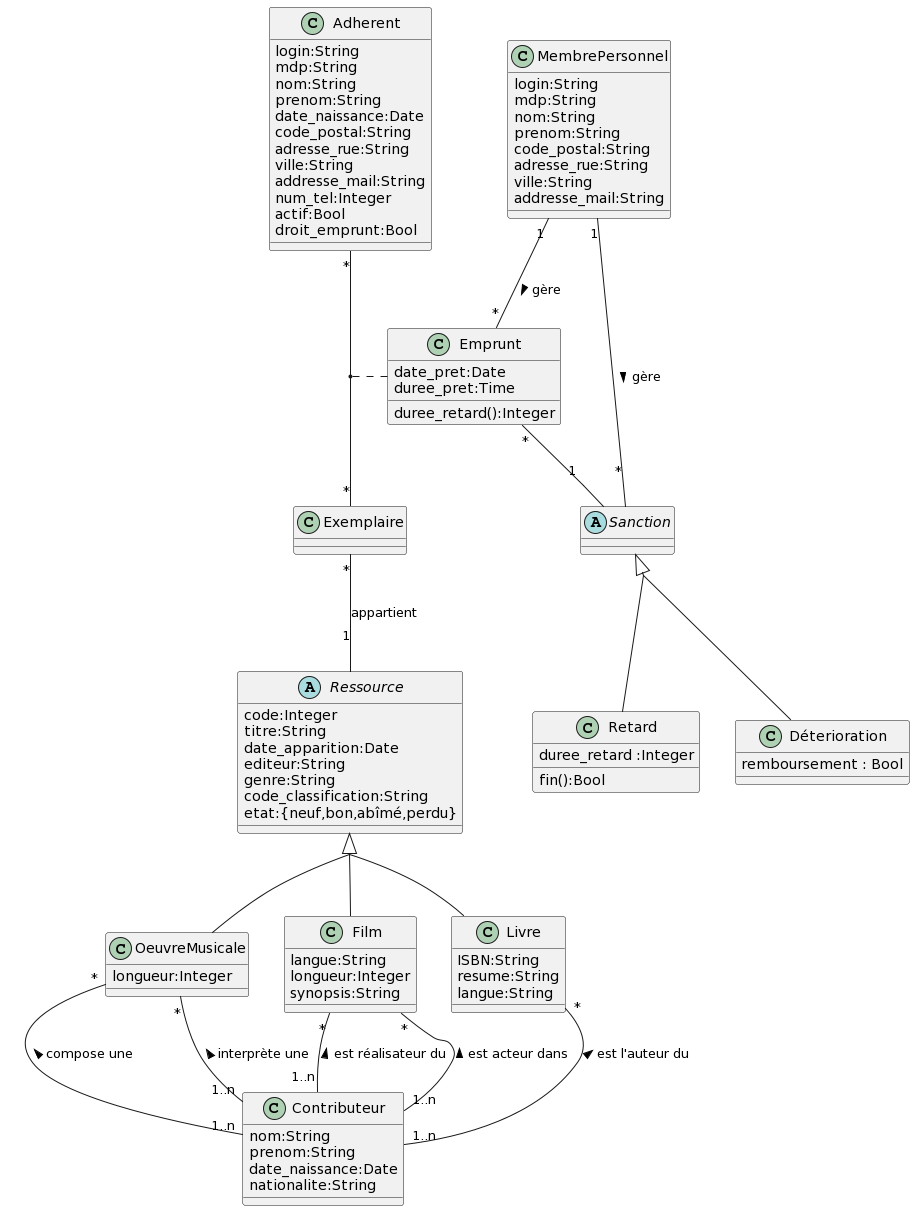 C Adherent
login:String
mdp:String
nom:String
prenom:String
date_naissance:Date
code_postal:String
adresse_rue:String
ville:String
addresse_mail:String
num_tel:Integer
actif:Bool
droit_emprunt:Bool
C MembrePersonnel
login:String
mdp:String
nom:String
prenom:String
code_postal:String
adresse_rue:String
ville:String
addresse_mail:String
*
1
1
gère
*
C Emprunt
date_pret:Date
duree_pret:Time
duree_retard():Integer
gère
*
1
*
*
C Exemplaire
A Sanction
*
appartient
1
A Ressource
code:Integer
titre:String
date_apparition:Date
editeur:String
genre:String
code_classification:String
etat:{neuf,bon,abîmé,perdu}
C Retard
duree_retard :Integer
fin():Bool
C Déterioration
remboursement : Bool
C OeuvreMusicale
longueur:Integer
C Film
langue:String
longueur:Integer
synopsis:String
C Livre
ISBN:String
resume:String
langue:String
*
*
*
*
*
compose une
interprète une
est réalisateur du
est acteur dans
est l'auteur du
1..n
1..n
1..n
1..n
1..n
C Contributeur
nom:String
prenom:String
date_naissance:Date
nationalite:String